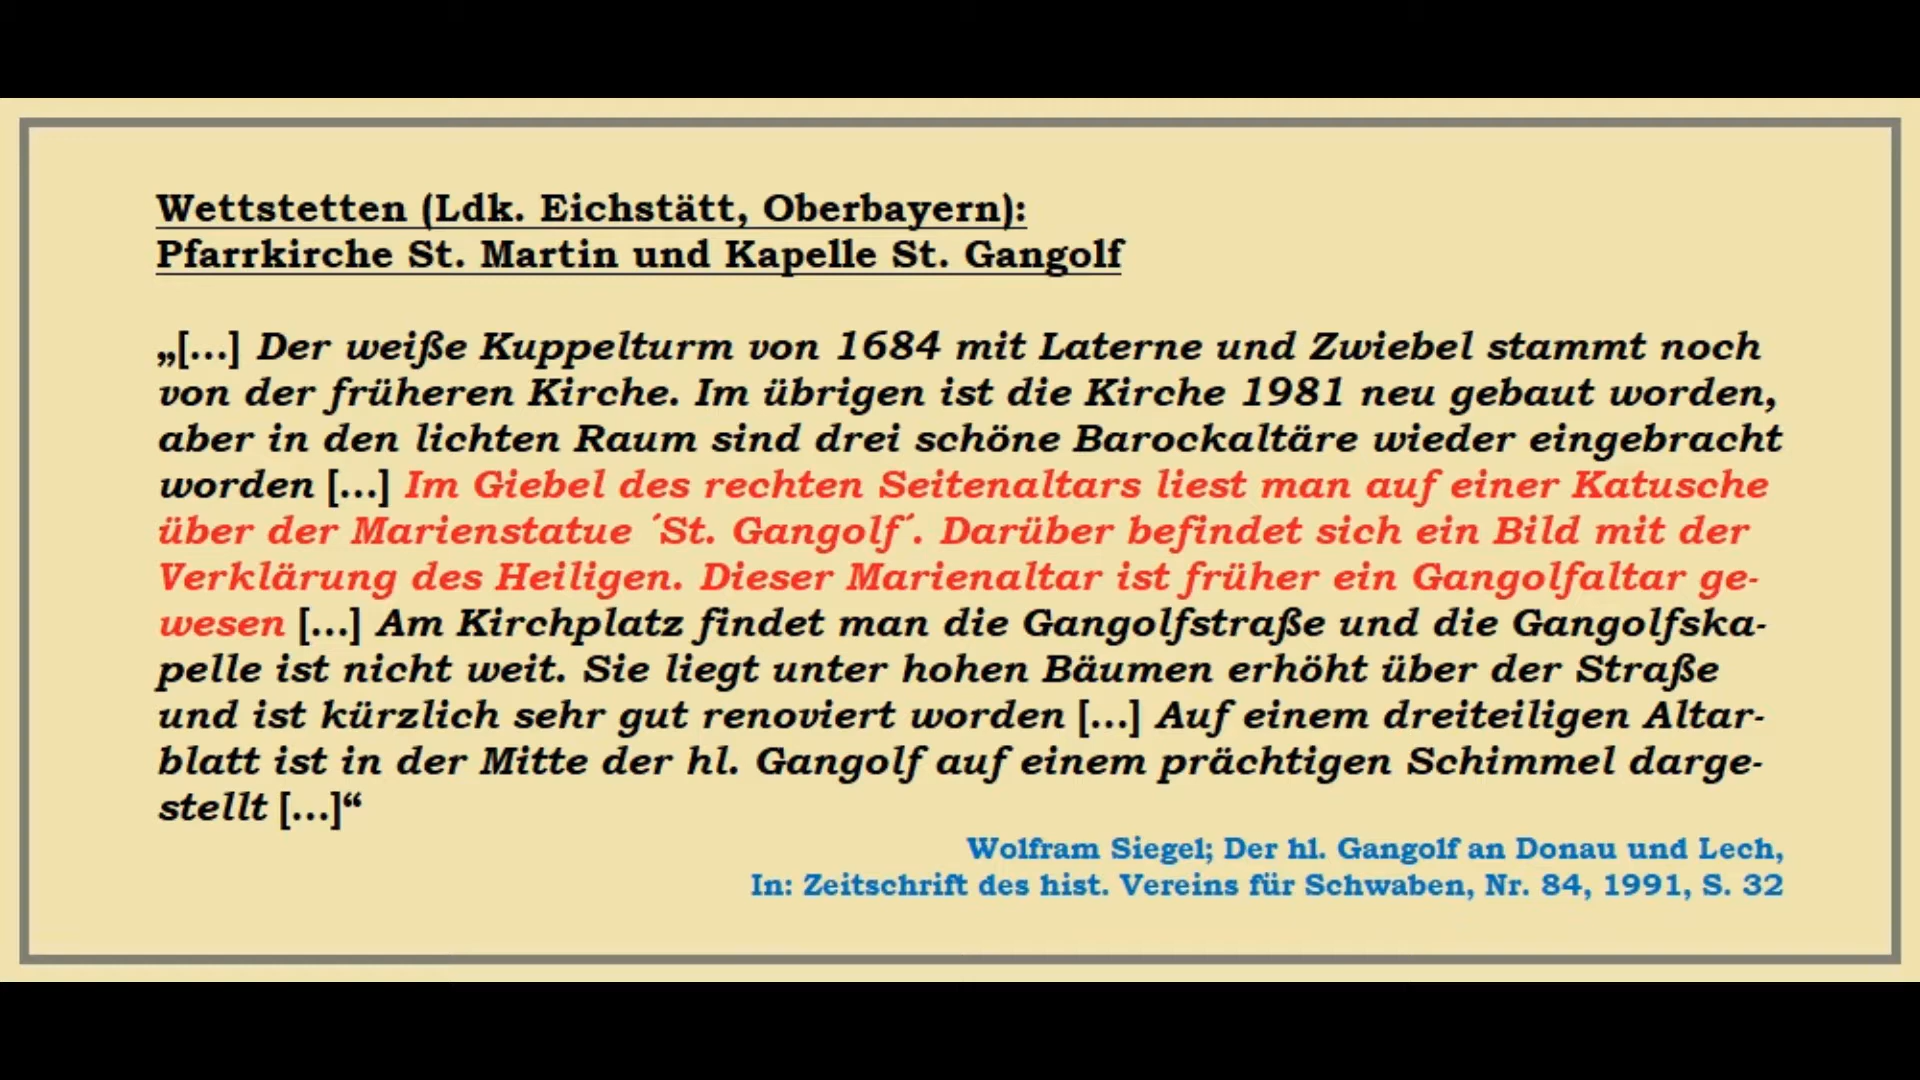 Wettstetten (Ldk. Eichstätt, Oberbayern):
Pfarrkirche St. Martin und Kapelle St. Gangolf
„[...] Der weiße Kuppelturm von 1684 mit Laterne und Zwiebel stammt noch
von der früheren Kirche. Im übrigen ist die Kirche 1981 neu gebaut worden,
aber in den lichten Raum sind drei schöne Barockaltäre wieder eingebracht
worden [...] Im Giebel des rechten Seitenaltars liest man auf einer Katusche
über der Marienstatue ´St. Gangolf´. Darüber befindet sich ein Bild mit der
Verklärung des Heiligen. Dieser Marienaltar ist früher ein Gangolfaltar ge-
wesen [...] Am Kirchplatz findet man die Gangolfstraße und die Gangolfska-
pelle ist nicht weit. Sie liegt unter hohen Bäumen erhöht über der Straße
und ist kürzlich sehr gut renoviert worden [...] Auf einem dreiteiligen Altar-
blatt ist in der Mitte der hl. Gangolf auf einem prächtigen Schimmel darge-
stellt [...]“
Wolfram Siegel; Der hl. Gangolf an Donau und Lech,
In: Zeitschrift des hist. Vereins für Schwaben, Nr. 84, 1991, S. 32